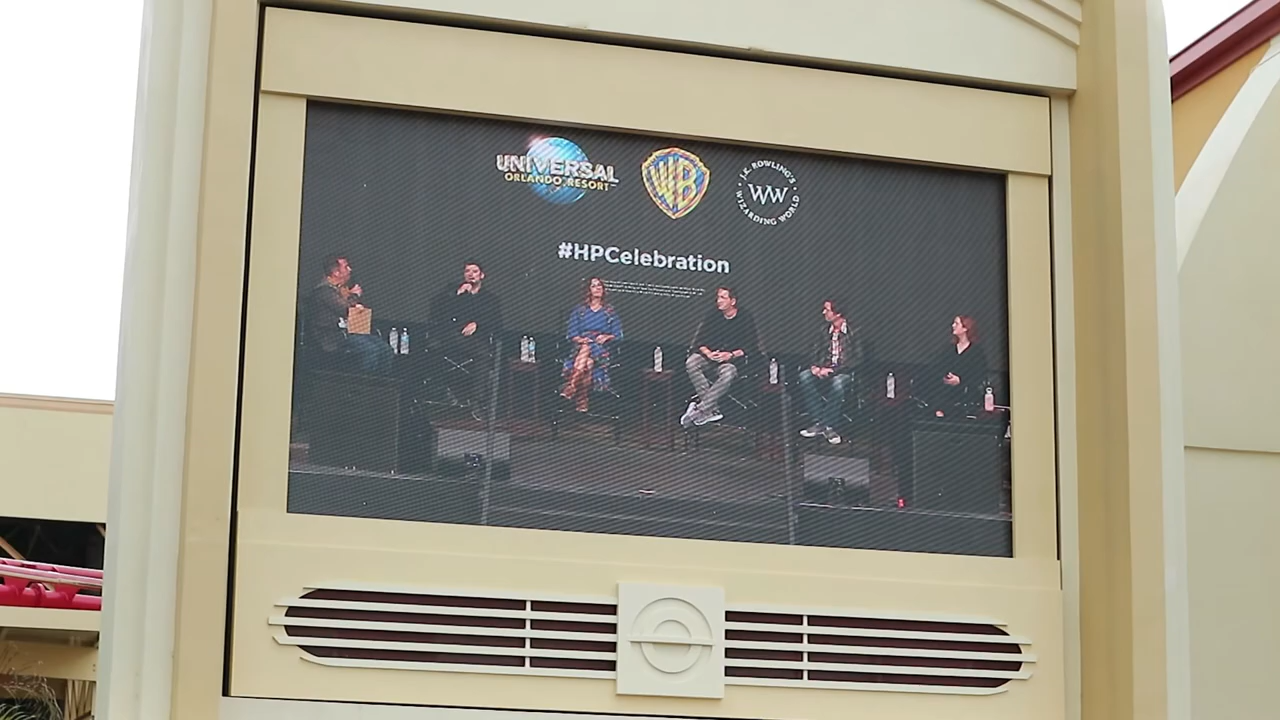 UNIVERSAL
ORLANDO RESORT
WB
J.K. ROWLING'S
WW
WIZARDING WORLD
#HPCelebration